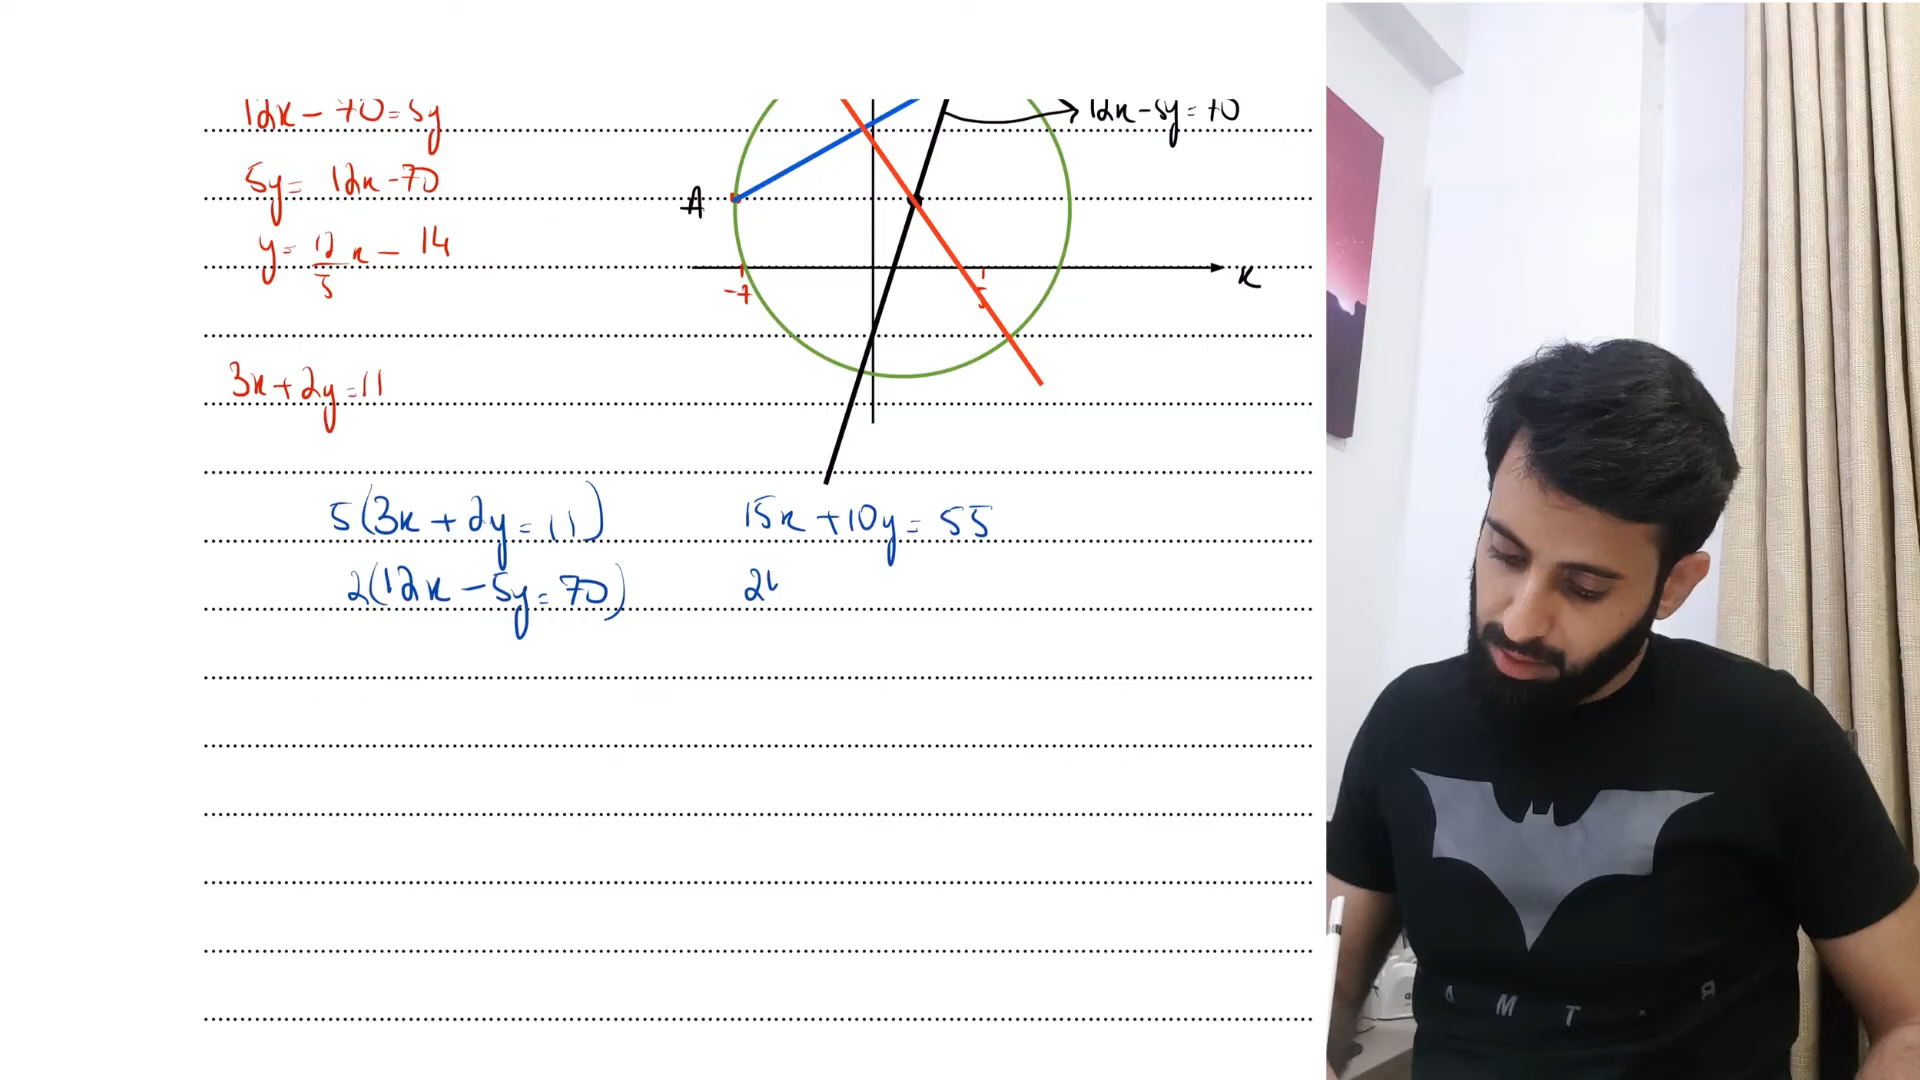 12x - 70 = 5y
12x - 5y = 70
5y = 12x - 70
A
y = 12/5 x - 14
-7
5
x
3x + 2y = 11
5(3x + 2y = 11)
15x + 10y = 55
2(12x - 5y = 70)
24